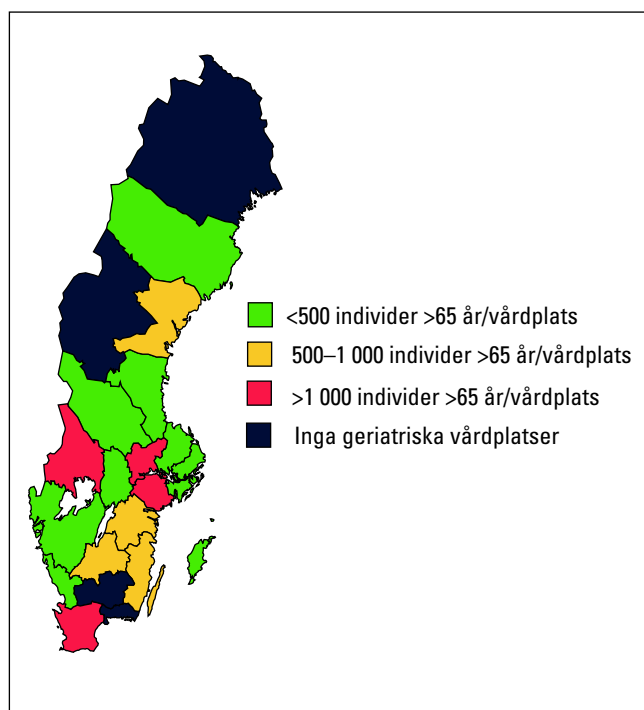 <500 individer >65 år/vårdplats
500–1 000 individer >65 år/vårdplats
>1 000 individer >65 år/vårdplats
Inga geriatriska vårdplatser